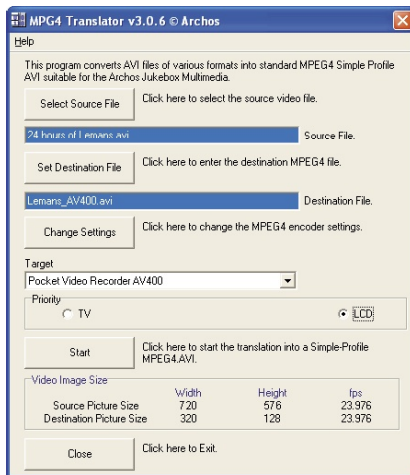 MPG4 Translator v3.0.6 © Archos
Help
This program converts AVI files of various formats into standard MPEG4 Simple Profile
AVI suitable for the Archos Jukebox Multimedia.
Select Source File Click here to select the source video file.
24 hours of Lemans.avi Source File.
Set Destination File Click here to enter the destination MPEG4 file.
Lemans_AV400.avi Destination File.
Change Settings Click here to change the MPEG4 encoder settings.
Target
Pocket Video Recorder AV400
Priority
TV LCD
Start Click here to start the translation into a Simple-Profile
MPEG4.AVI.
Video Image Size
Width Height fps
Source Picture Size 720 576 23.976
Destination Picture Size 320 128 23.976
Close Click here to Exit.